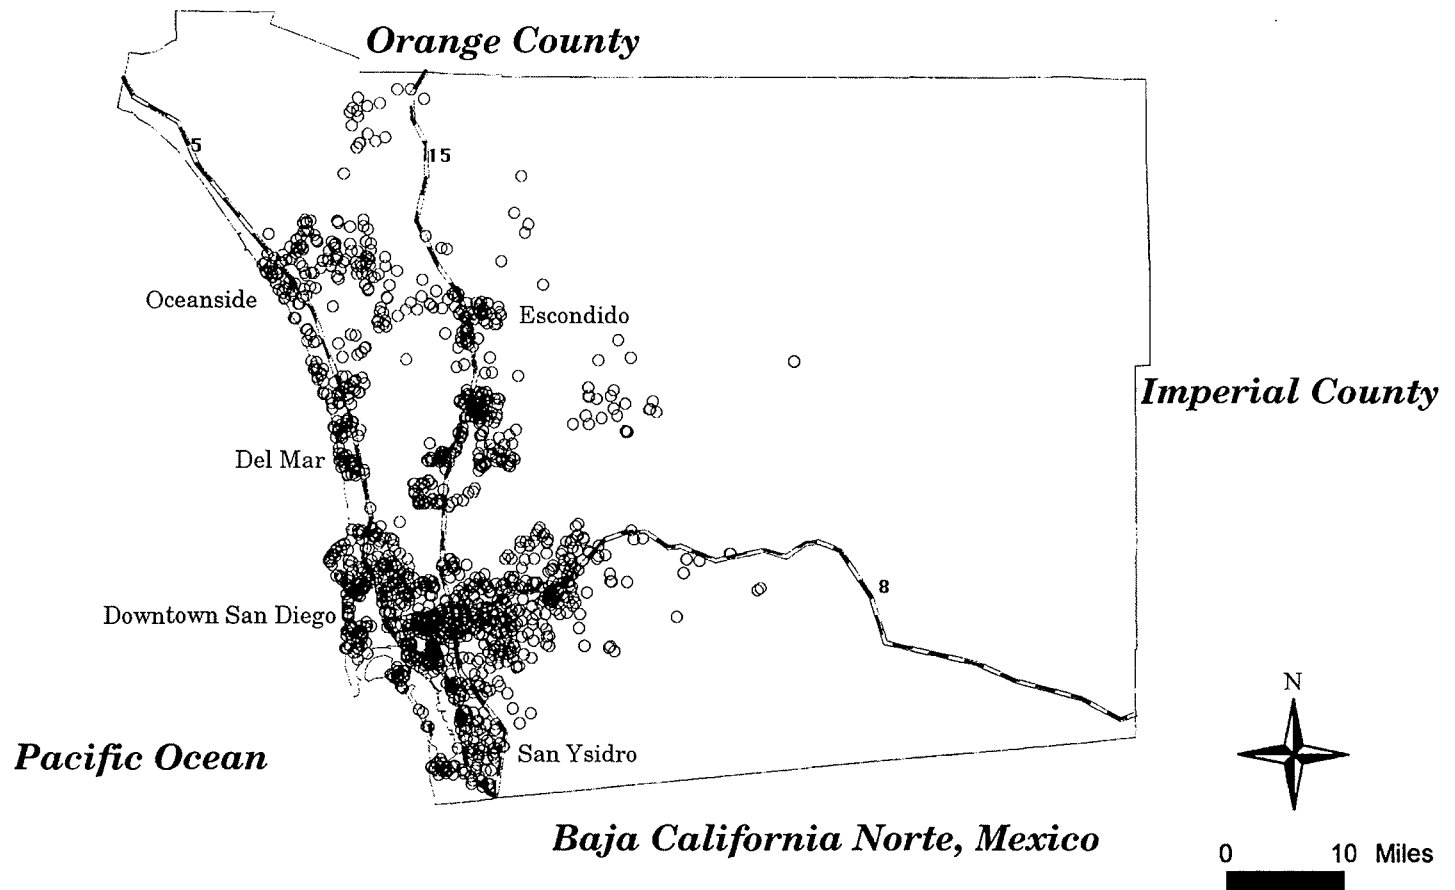 Orange County
5
15
Oceanside
Escondido
Imperial County
Del Mar
8
Downtown San Diego
N
San Ysidro
Pacific Ocean
Baja California Norte, Mexico
0 10 Miles